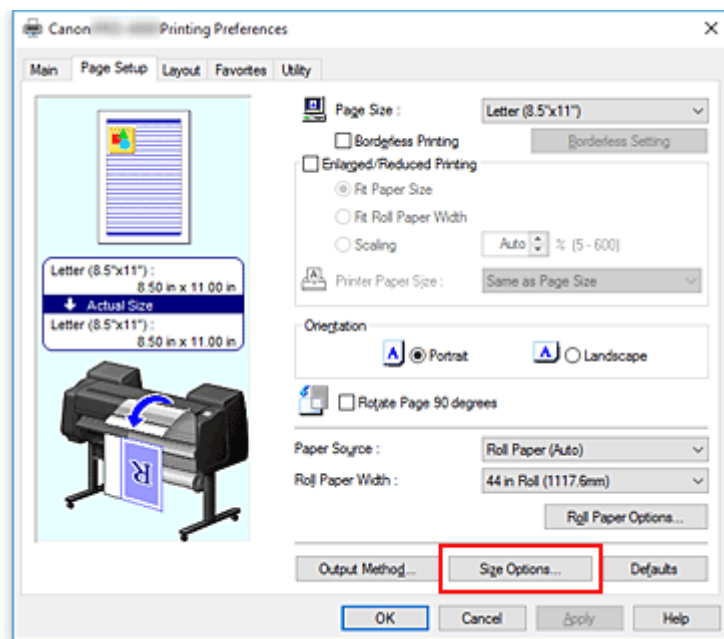 Canon Printing Preferences
Main Page Setup Layout Favorites Utility
Page Size : Letter (8.5"x11")
Borderless Printing Borderless Setting
Enlarged/Reduced Printing
Fit Paper Size
Fit Roll Paper Width
Scaling Auto % (5 - 600)
Printer Paper Size : Same as Page Size
Letter (8.5"x11") :
8.50 in x 11.00 in
Actual Size
Letter (8.5"x11") :
8.50 in x 11.00 in
Orientation
A Portrait A Landscape
Rotate Page 90 degrees
R
Paper Source : Roll Paper (Auto)
Roll Paper Width : 44 in Roll (1117.6mm)
Roll Paper Options...
Output Method... Size Options... Defaults
OK Cancel Apply Help